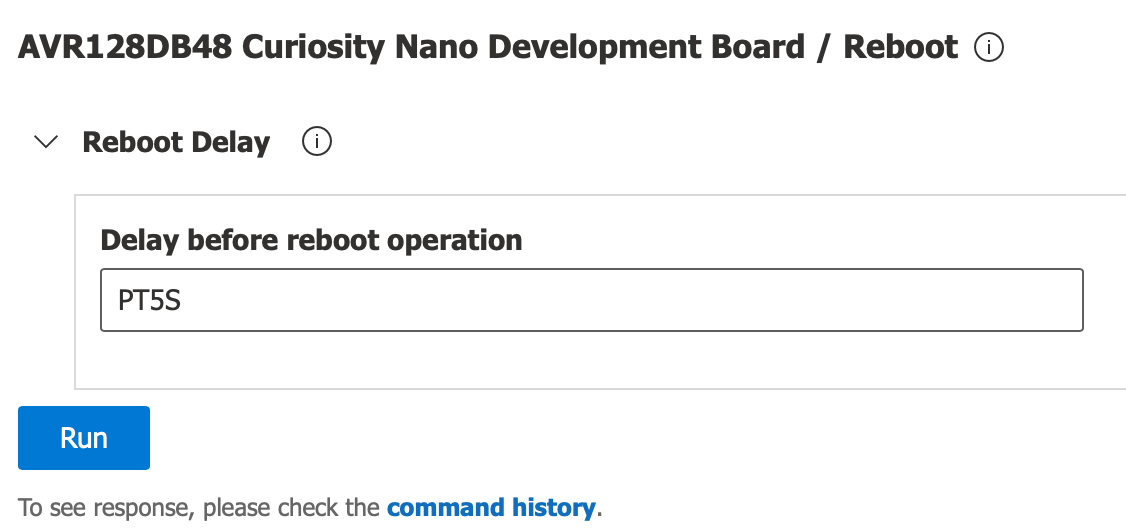 AVR128DB48 Curiosity Nano Development Board / Reboot
Reboot Delay
Delay before reboot operation
PT5S
Run
To see response, please check the command history.